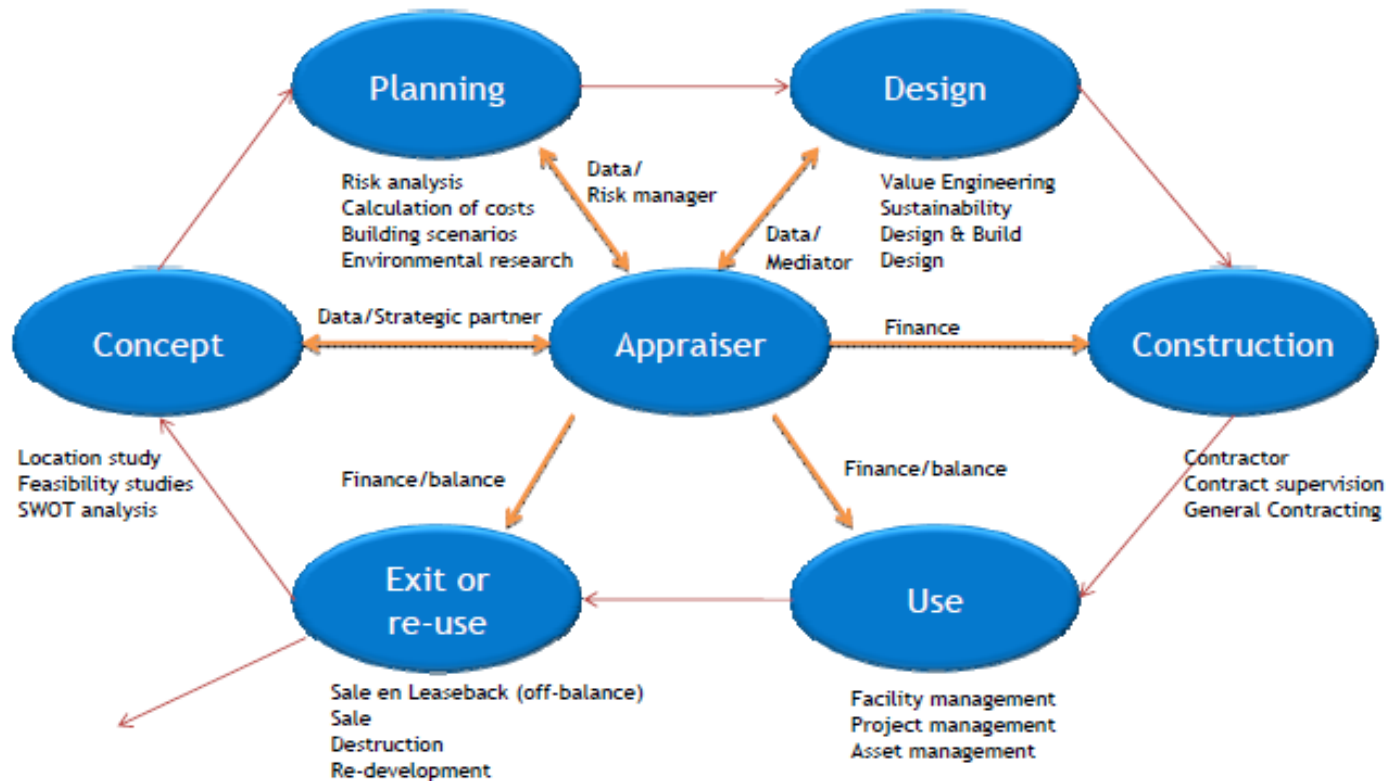 Planning
Design
Risk analysis
Calculation of costs
Building scenarios
Environmental research
Data/
Risk manager
Data/
Mediator
Value Engineering
Sustainability
Design & Build
Design
Concept
Data/Strategic partner
Appraiser
Finance
Construction
Location study
Feasibility studies
SWOT analysis
Finance/balance
Finance/balance
Contractor
Contract supervision
General Contracting
Exit or
re-use
Use
Sale en Leaseback (off-balance)
Sale
Destruction
Re-development
Facility management
Project management
Asset management